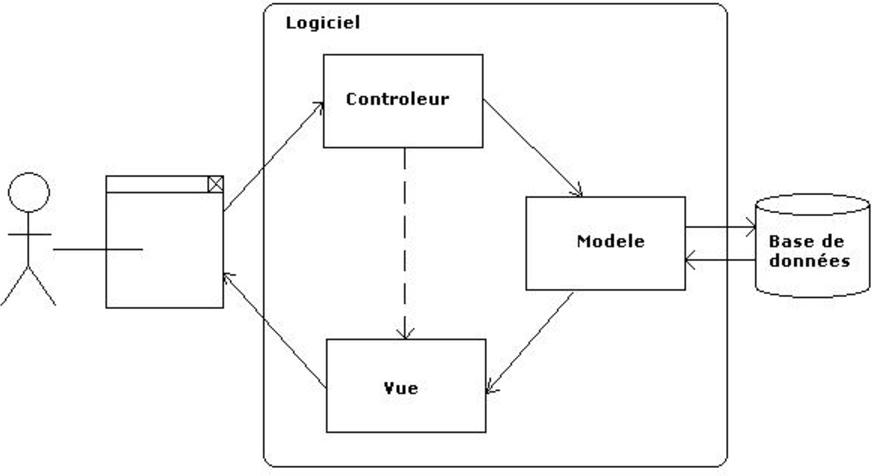 Logiciel
Controleur
Modele
Base de
données
Vue